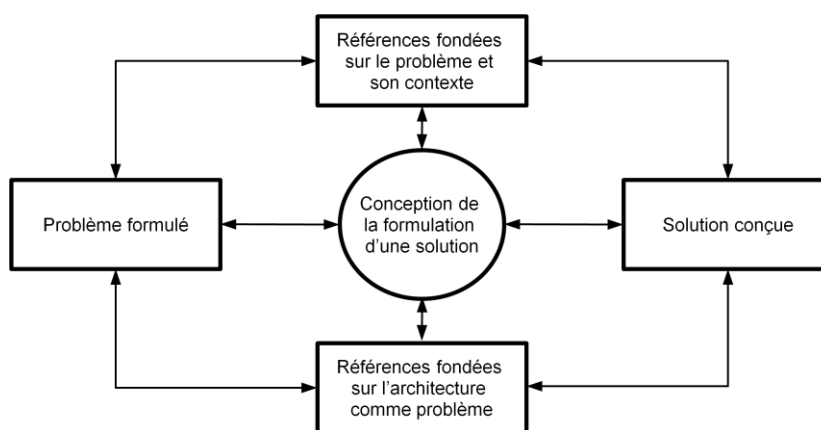 Références fondées
sur le problème et
son contexte
Problème formulé
Conception de
la formulation
d'une solution
Solution conçue
Références fondées
sur l'architecture
comme problème